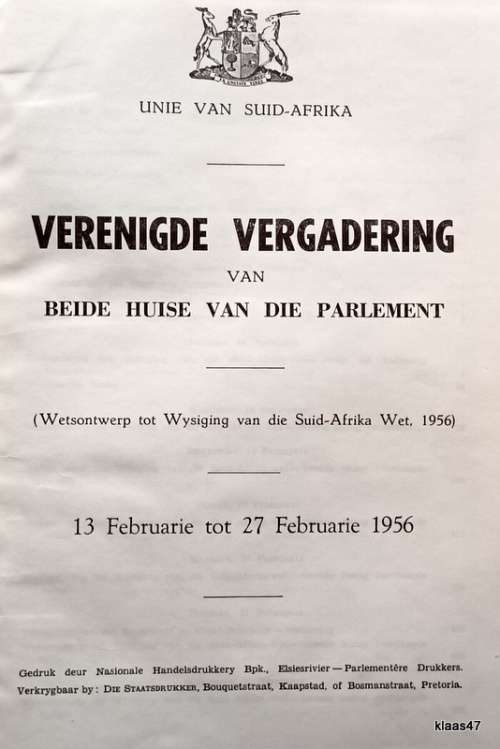 UNIE VAN SUID-AFRIKA
VERENIGDE VERGADERING
VAN
BEIDE HUISE VAN DIE PARLEMENT
(Wetsontwerp tot Wysiging van die Suid-Afrika Wet, 1956)
13 Februarie tot 27 Februarie 1956
Gedruk deur Nasionale Handelsdrukkery Bpk., Elsiesrivier — Parlementêre Drukkers.
Verkrygbaar by: DIE STAATSDRUKKER, Bouquetstraat, Kaapstad, of Bosmanstraat, Pretoria.
klaas47